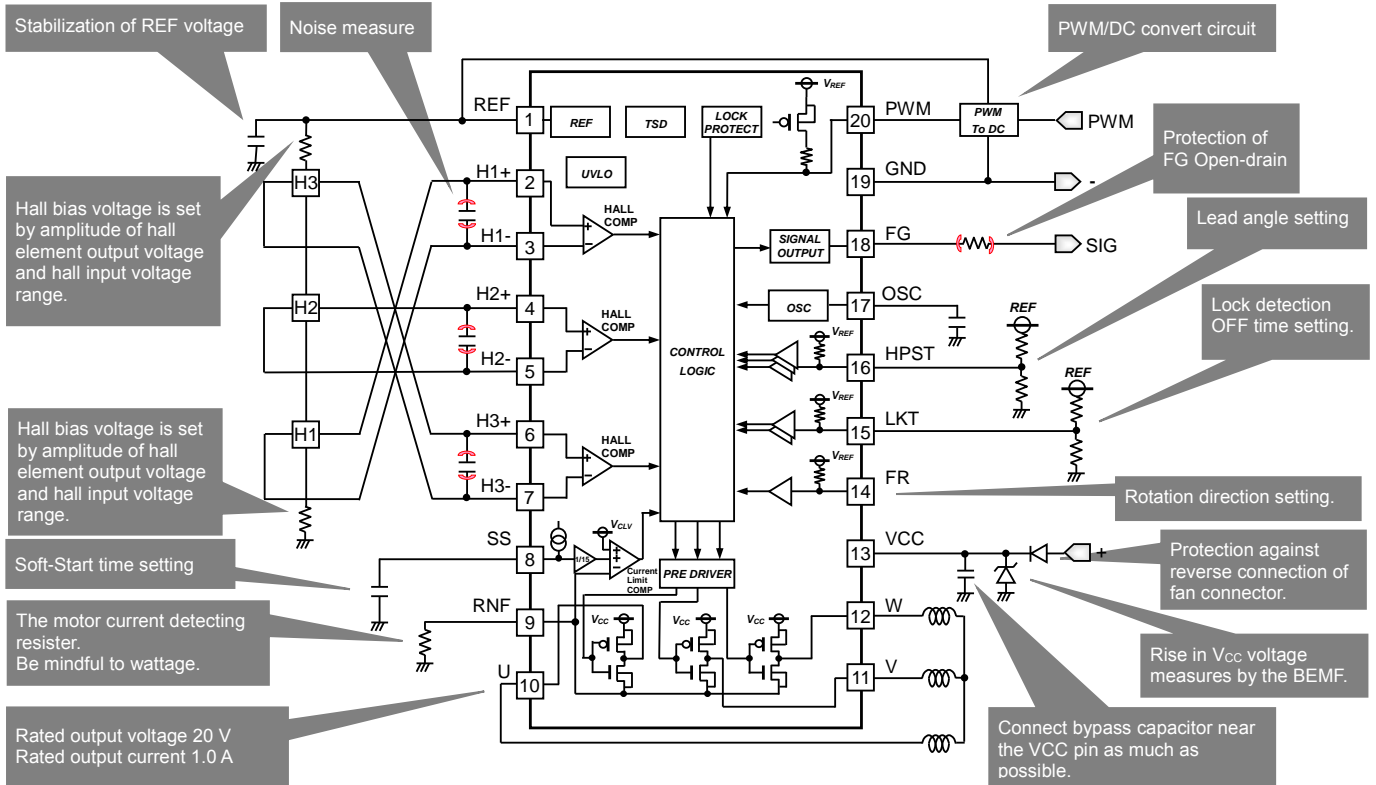 Stabilization of REF voltage
Noise measure
PWM/DC convert circuit
REF
1
REF
TSD
LOCK
PROTECT
VREF
20
PWM
PWM
To DC
PWM
Protection of
FG Open-drain
UVLO
19
GND
-
H3
H1+
2
HALL
COMP
+
-
H1-
3
Hall bias voltage is set
by amplitude of hall
element output voltage
and hall input voltage
range.
SIGNAL
OUTPUT
18
FG
SIG
Lead angle setting
H2
H2+
4
HALL
COMP
+
-
H2-
5
CONTROL
LOGIC
OSC
17
OSC
REF
Lock detection
OFF time setting.
VREF
16
HPST
REF
H1
H3+
6
HALL
COMP
+
-
H3-
7
Hall bias voltage is set
by amplitude of hall
element output voltage
and hall input voltage
range.
VREF
15
LKT
VREF
14
FR
Rotation direction setting.
SS
8
1/15
VCLV
+
+
-
Current
Limit
COMP
PRE DRIVER
13
VCC
+
Soft-Start time setting
Protection against
reverse connection of
fan connector.
RNF
9
The motor current detecting
resister.
Be mindful to wattage.
VCC
VCC
VCC
12
W
U
10
11
V
Rise in VCC voltage
measures by the BEMF.
Rated output voltage 20 V
Rated output current 1.0 A
Connect bypass capacitor near
the VCC pin as much as
possible.